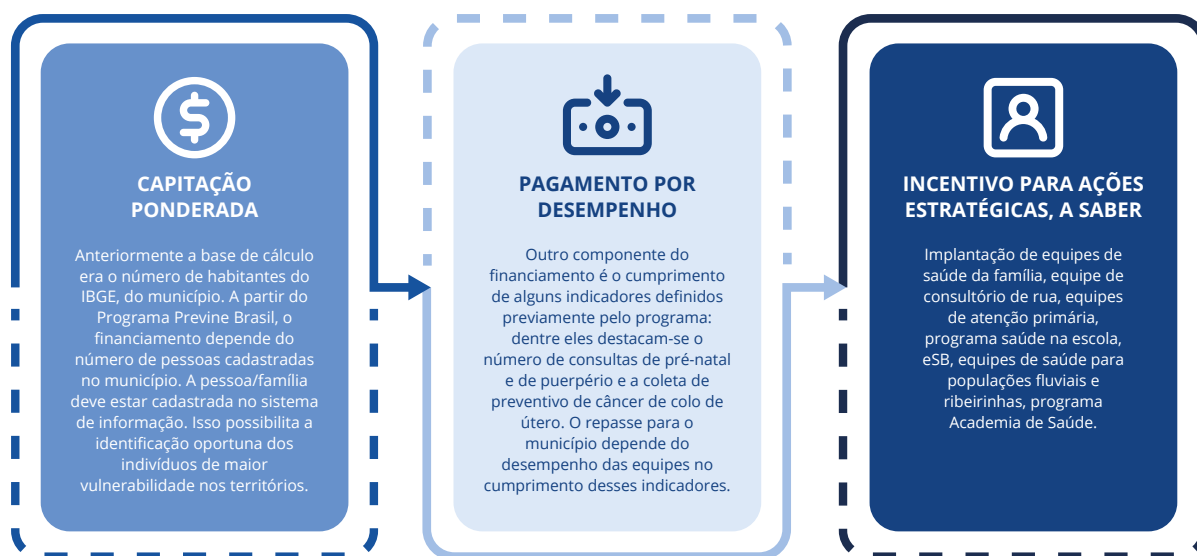 CAPITAÇÃO
PONDERADA
Anteriormente a base de cálculo
era o número de habitantes do
IBGE, do município. A partir do
Programa Previne Brasil, o
financiamento depende do
número de pessoas cadastradas
no município. A pessoa/família
deve estar cadastrada no sistema
de informação. Isso possibilita a
identificação oportuna dos
indivíduos de maior
vulnerabilidade nos territórios.
PAGAMENTO POR
DESEMPENHO
Outro componente do
financiamento é o cumprimento
de alguns indicadores definidos
previamente pelo programa:
dentre eles destacam-se o
número de consultas de pré-natal
e de puerpério e a coleta de
preventivo de câncer de colo de
útero. O repasse para o
município depende do
desempenho das equipes no
cumprimento desses indicadores.
INCENTIVO PARA AÇÕES
ESTRATÉGICAS, A SABER
Implantação de equipes de
saúde da família, equipe de
consultório de rua, equipes
de atenção primária,
programa saúde na escola,
eSB, equipes de saúde para
populações fluviais e
ribeirinhas, programa
Academia de Saúde.